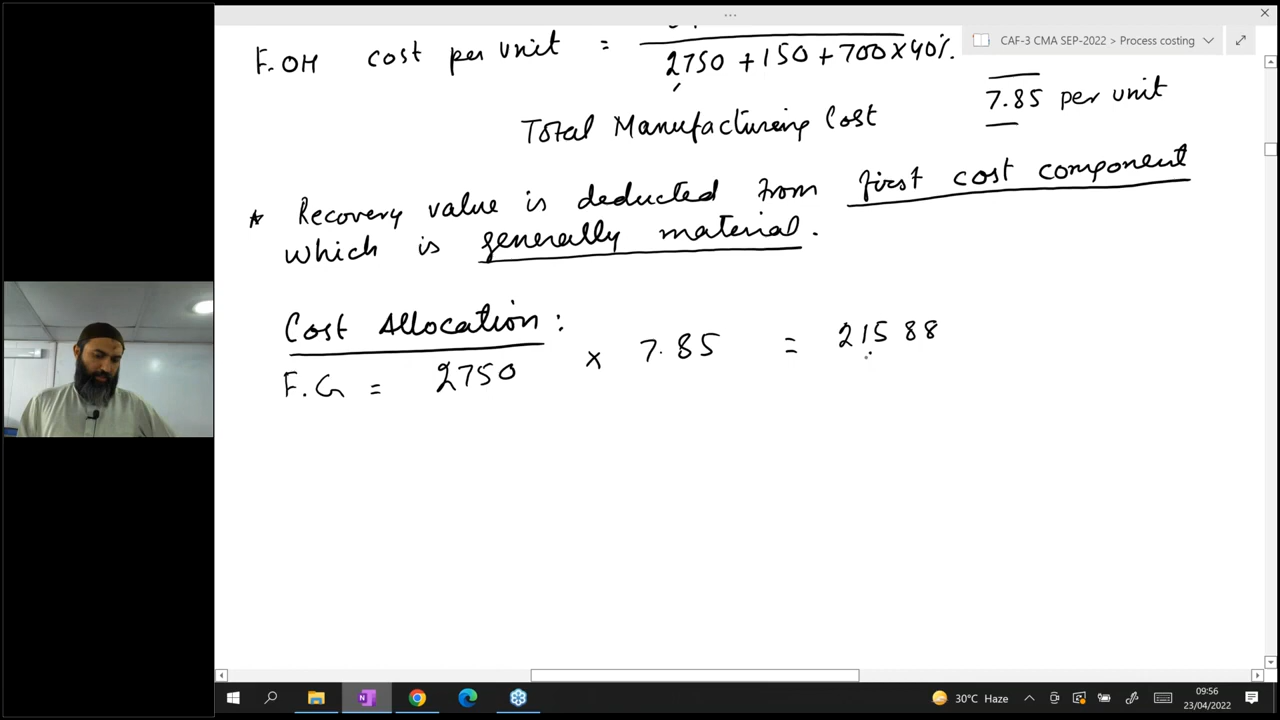 CAF-3 CMA SEP-2022 > Process costing
F.OH cost per unit =
2750 + 150 + 700 x 40%.
7.85 per unit
Total Manufacturing Cost
* Recovery value is deducted from first cost component
which is generally material.
Cost Allocation:
F.G = 2750 x 7.85 = 21588
30°C Haze
09:56
23/04/2022